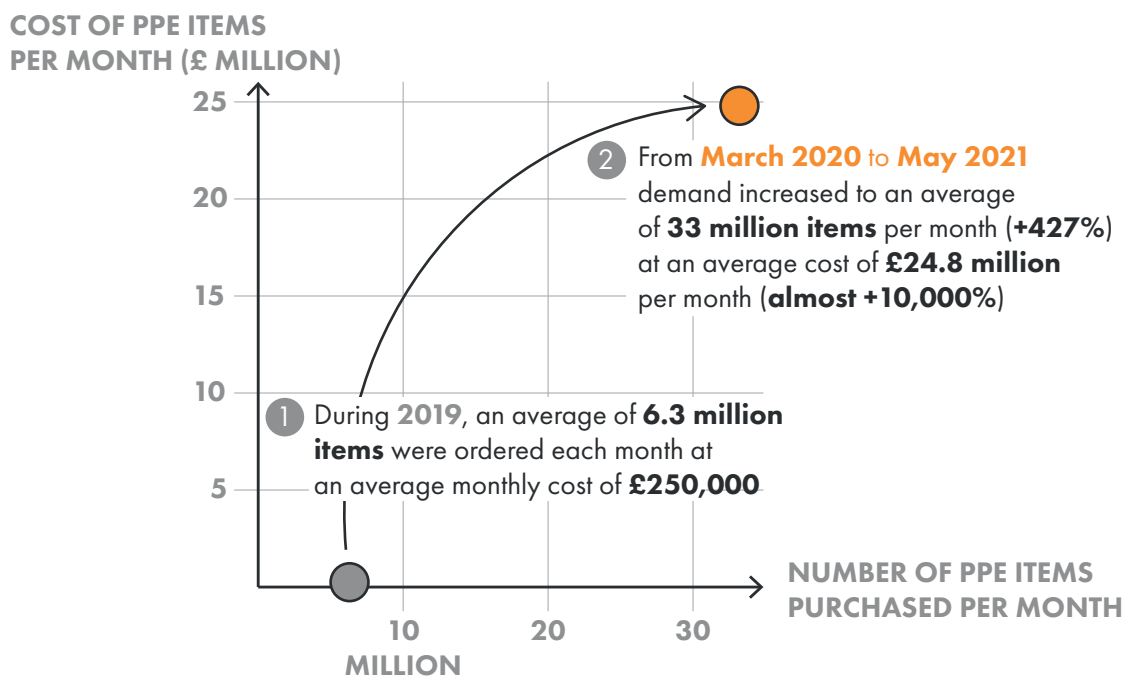 COST OF PPE ITEMS
PER MONTH (£ MILLION)
25
20
15
10
5
2 From March 2020 to May 2021
demand increased to an average
of 33 million items per month (+427%)
at an average cost of £24.8 million
per month (almost +10,000%)
1 During 2019, an average of 6.3 million
items were ordered each month at
an average monthly cost of £250,000
NUMBER OF PPE ITEMS
PURCHASED PER MONTH
10 20 30
MILLION